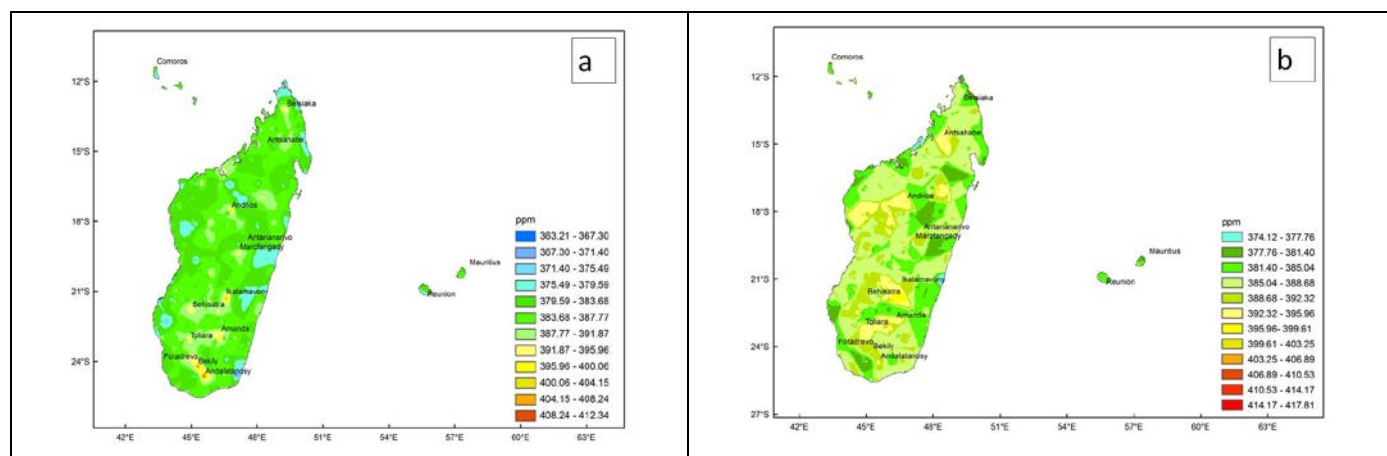 a
Comoros
12°S
Betsiaka
Antsahabe
15°S
Andriba
18°S
ppm
363.21 - 367.30
367.30 - 371.40
371.40 - 375.49
375.49 - 379.59
379.59 - 383.68
383.68 - 387.77
387.77 - 391.87
391.87 - 395.96
395.96 - 400.06
400.06 - 404.15
404.15 - 408.24
408.24 - 412.34
Antananarivo
Marofangady
Mauritius
21°S
Ikalamavony
Reunion
Behisatra
Amanda
Toliara
24°S
Fotadrevo
Bekily
Andalatanosy
42°E 45°E 48°E 51°E 54°E 57°E 60°E 63°E
b
Comoros
12°S
Betsiaka
Antsahabe
15°S
Andriba
18°S
ppm
374.12 - 377.76
377.76 - 381.40
381.40 - 385.04
385.04 - 388.68
388.68 - 392.32
392.32 - 395.96
395.96 - 399.61
399.61 - 403.25
403.25 - 406.89
406.89 - 410.53
410.53 - 414.17
414.17 - 417.81
Antananarivo
Marofangady
Mauritius
21°S
Ikalamavony
Reunion
Behisatra
Amanda
Toliara
24°S
Fotadrevo
Bekily
Andalatanosy
27°S
42°E 45°E 48°E 51°E 54°E 57°E 60°E 63°E